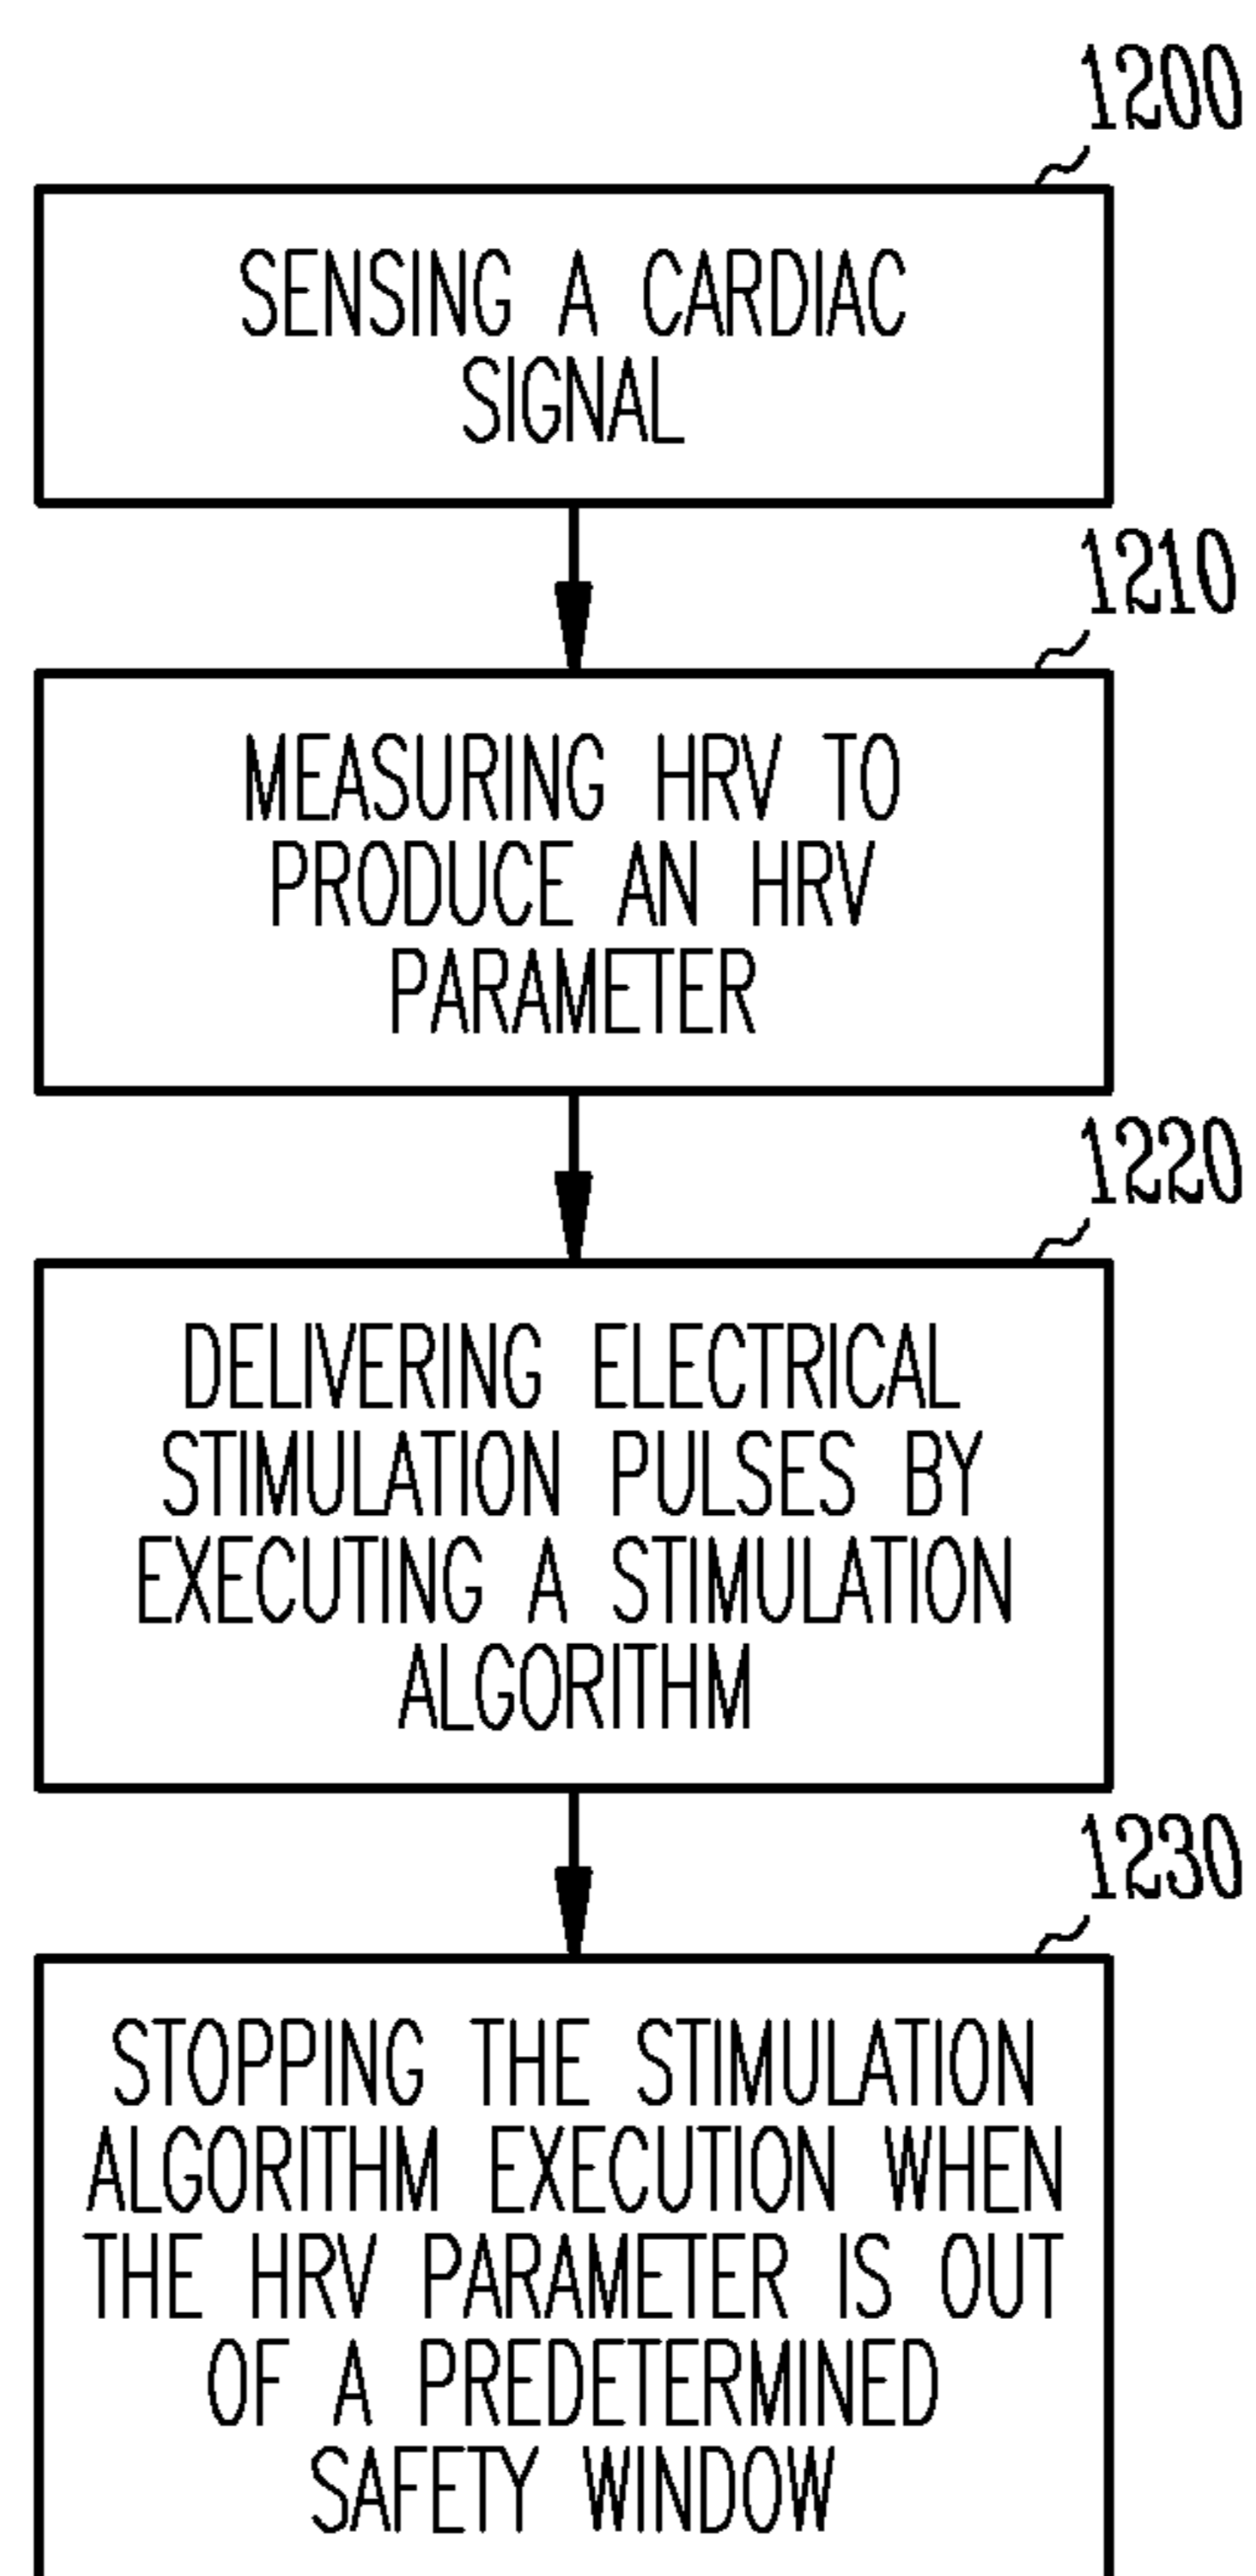 1200
SENSING A CARDIAC
SIGNAL
1210
MEASURING HRV TO
PRODUCE AN HRV
PARAMETER
1220
DELIVERING ELECTRICAL
STIMULATION PULSES BY
EXECUTING A STIMULATION
ALGORITHM
1230
STOPPING THE STIMULATION
ALGORITHM EXECUTION WHEN
THE HRV PARAMETER IS OUT
OF A PREDETERMINED
SAFETY WINDOW